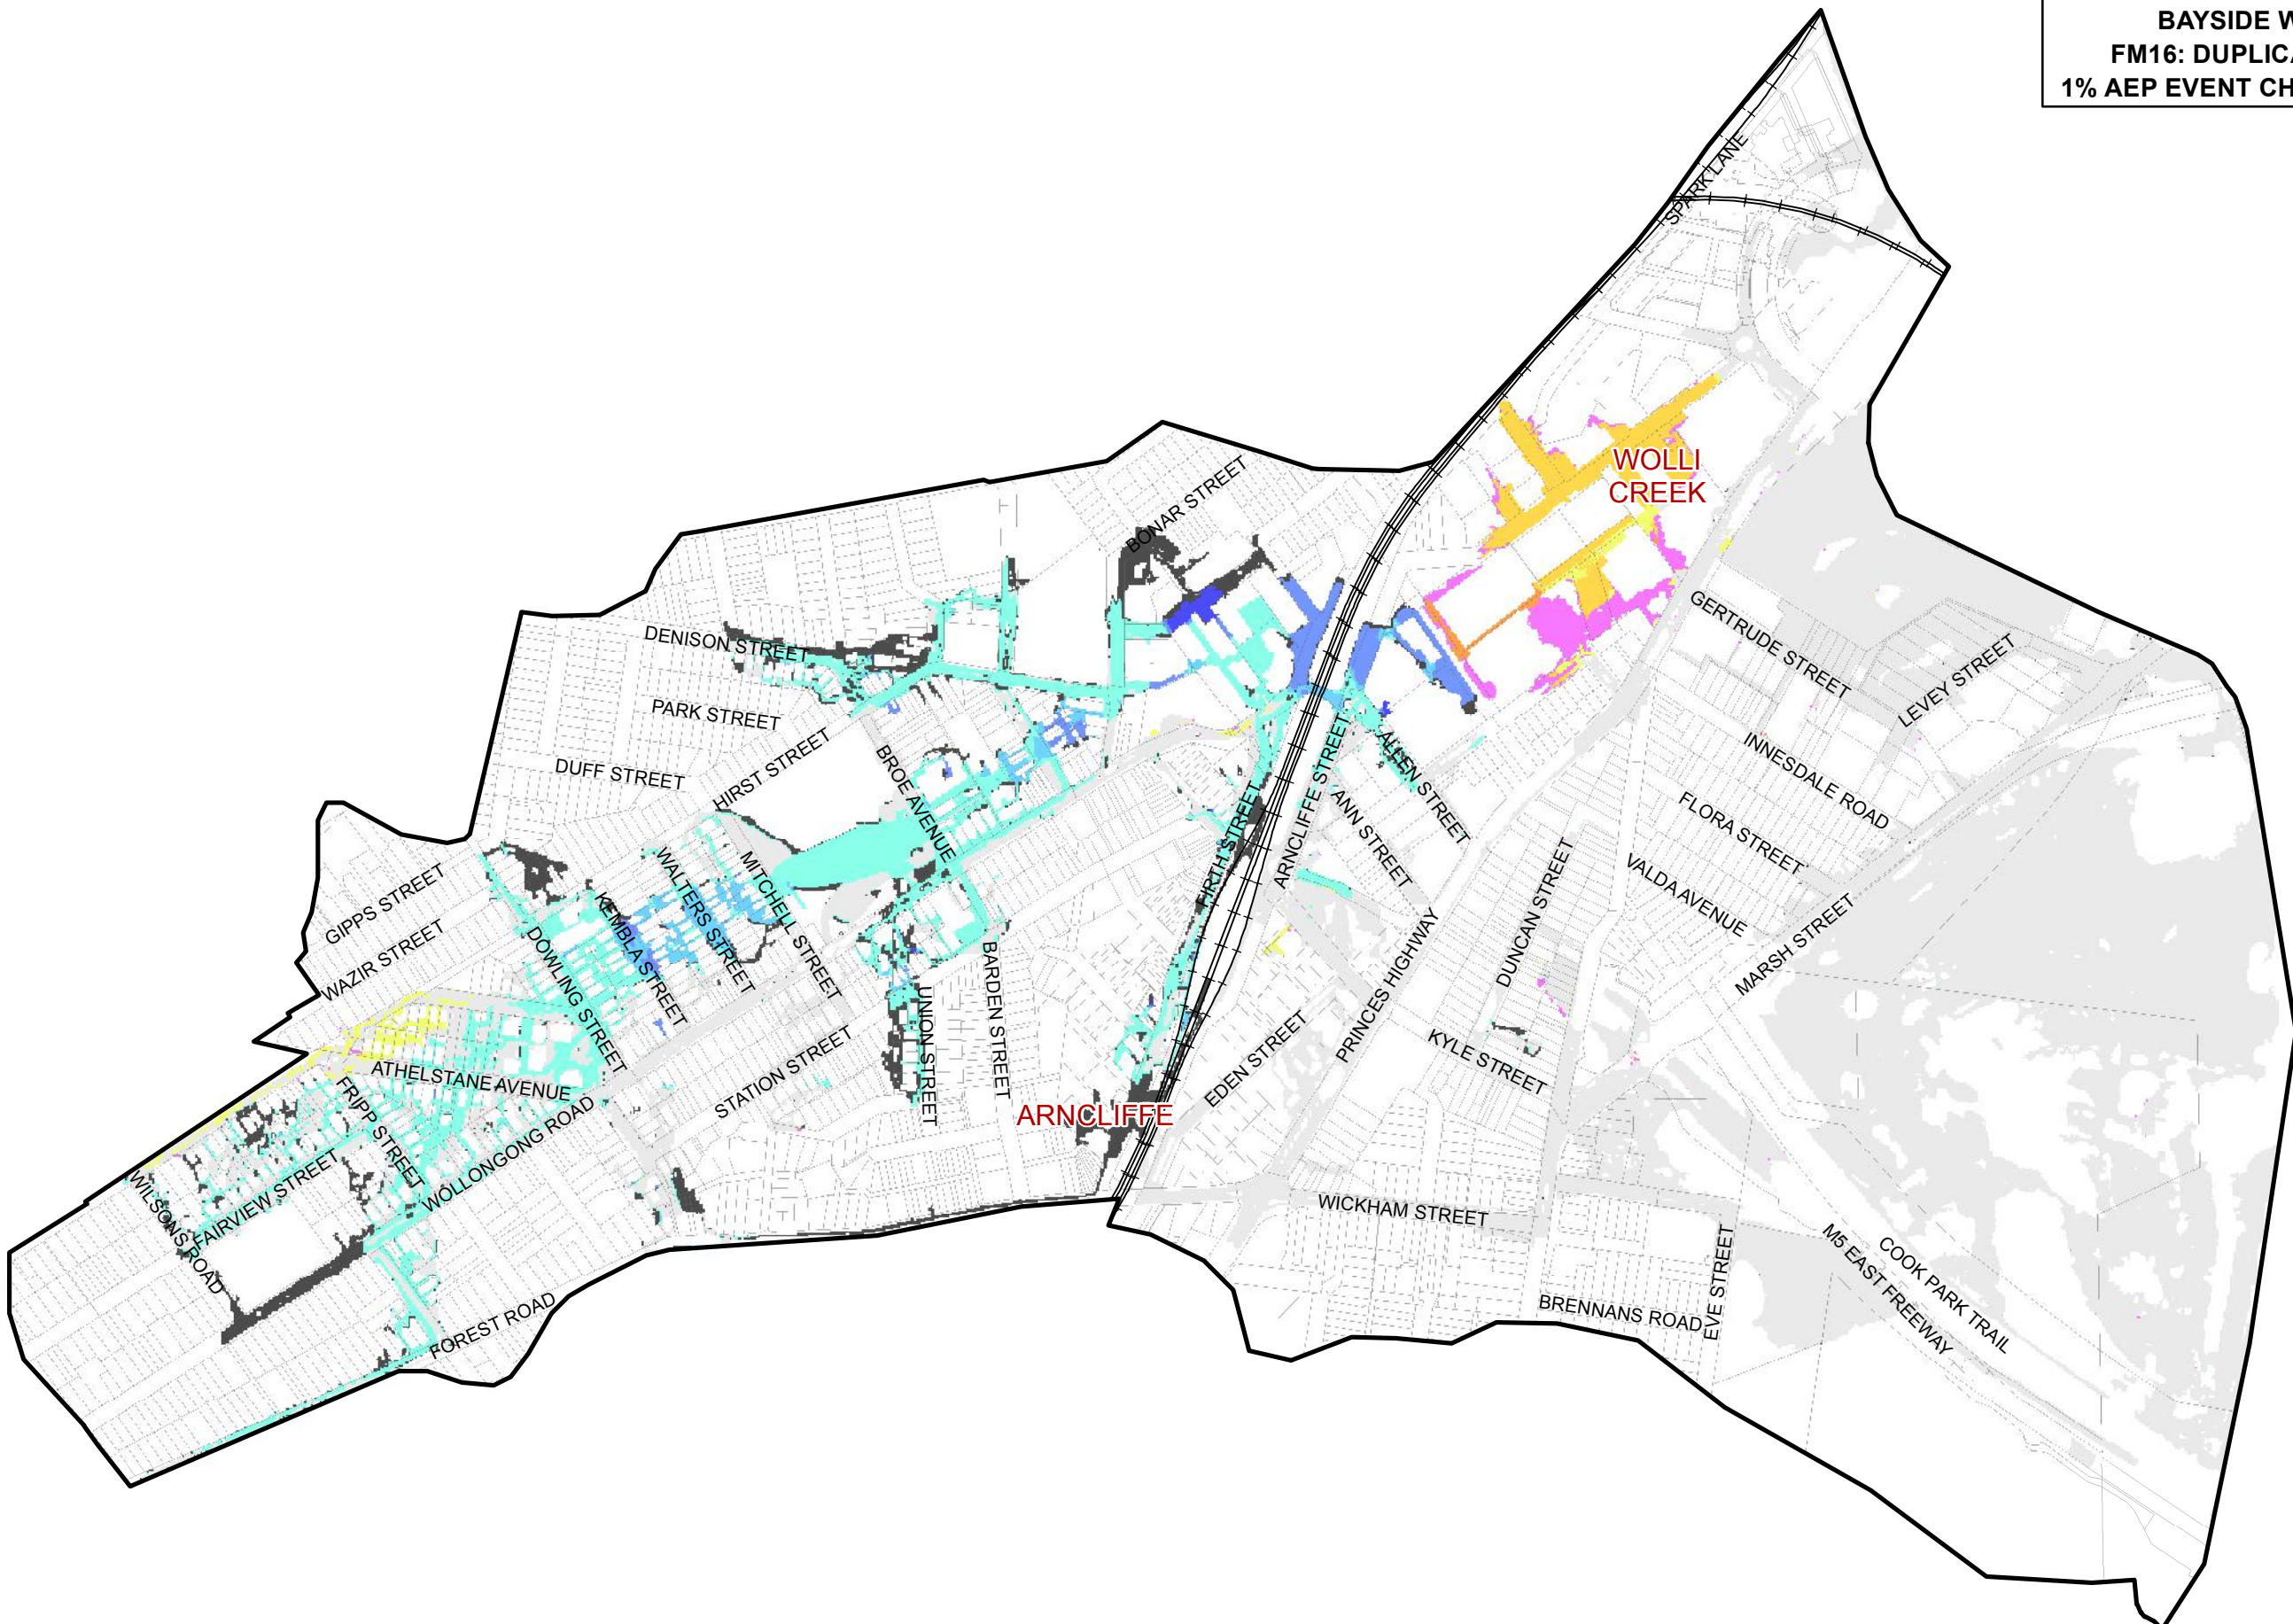 BAYSIDE W
FM16: DUPLICA
1% AEP EVENT CH
SPARK LANE
WOLLI
CREEK
BONAR STREET
GERTRUDE STREET
DENISON STREET
LEVEY STREET
PARK STREET
INNESDALE ROAD
HIRST STREET
BROE AVENUE
ALLEN STREET
DUFF STREET
ARNCLIFFE STREET
ANN STREET
FLORA STREET
FIRTH STREET
WALTERS STREET
MITCHELL STREET
DUNCAN STREET
VALDA AVENUE
GIPPS STREET
KEMBLA STREET
MARSH STREET
WAZIR STREET
DOWLING STREET
PRINCES HIGHWAY
BARDEN STREET
UNION STREET
EDEN STREET
KYLE STREET
STATION STREET
ATHELSTANE AVENUE
FRIPP STREET
ARNCLIFFE
WOLLONGONG ROAD
FAIRVIEW STREET
WILSONS ROAD
WICKHAM STREET
EVE STREET
M5 EAST FREEWAY
COOK PARK TRAIL
BRENNANS ROAD
FOREST ROAD